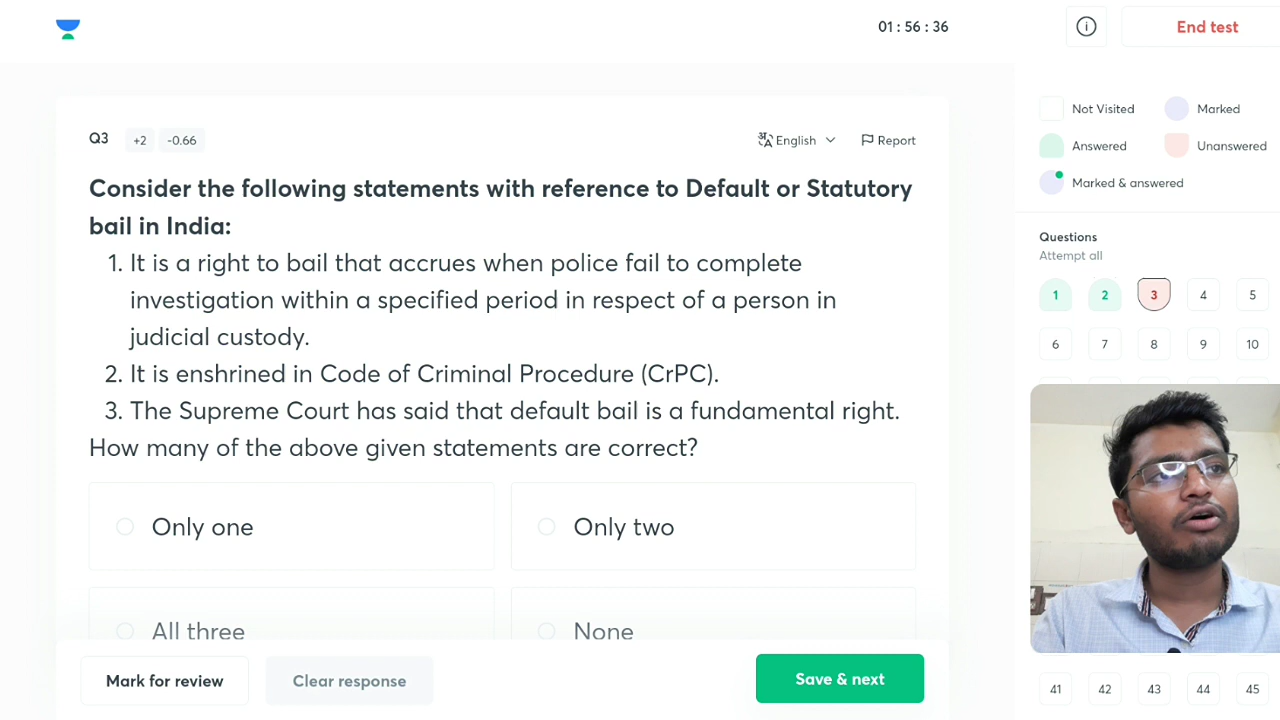 01 : 56 : 36
End test
Q3 +2 -0.66
English
Report
Consider the following statements with reference to Default or Statutory
bail in India:
1. It is a right to bail that accrues when police fail to complete
investigation within a specified period in respect of a person in
judicial custody.
2. It is enshrined in Code of Criminal Procedure (CrPC).
3. The Supreme Court has said that default bail is a fundamental right.
How many of the above given statements are correct?
Only one
Only two
All three
None
Mark for review
Clear response
Save & next
Not Visited
Marked
Answered
Unanswered
Marked & answered
Questions
Attempt all
1 2 3 4 5
6 7 8 9 10
41 42 43 44 45